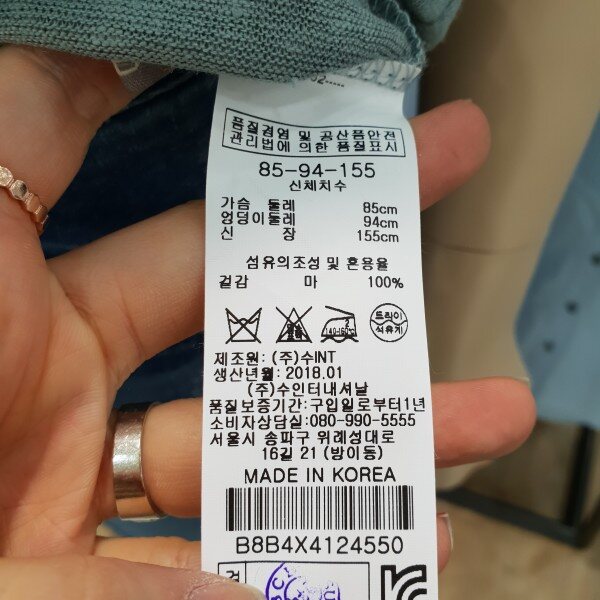 품질경영 및 공산품안전
관리법에 의한 품질표시
85-94-155
신체치수
가슴 둘레 85cm
엉덩이둘레 94cm
신 장 155cm
섬유의조성 및 혼용율
겉감 마 100%
140~160℃
드라이
석유계
제조원: (주)수INT
생산년월: 2018.01
(주)수인터내셔날
품질보증기간:구입일로부터1년
소비자상담실:080-990-5555
서울시 송파구 위례성대로
16길 21 (방이동)
MADE IN KOREA
B8B4X4124550